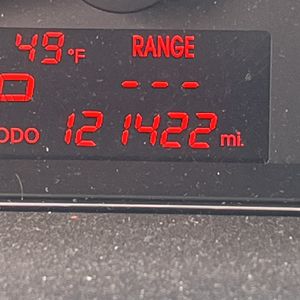 49°F RANGE
---
ODO 121422 mi.